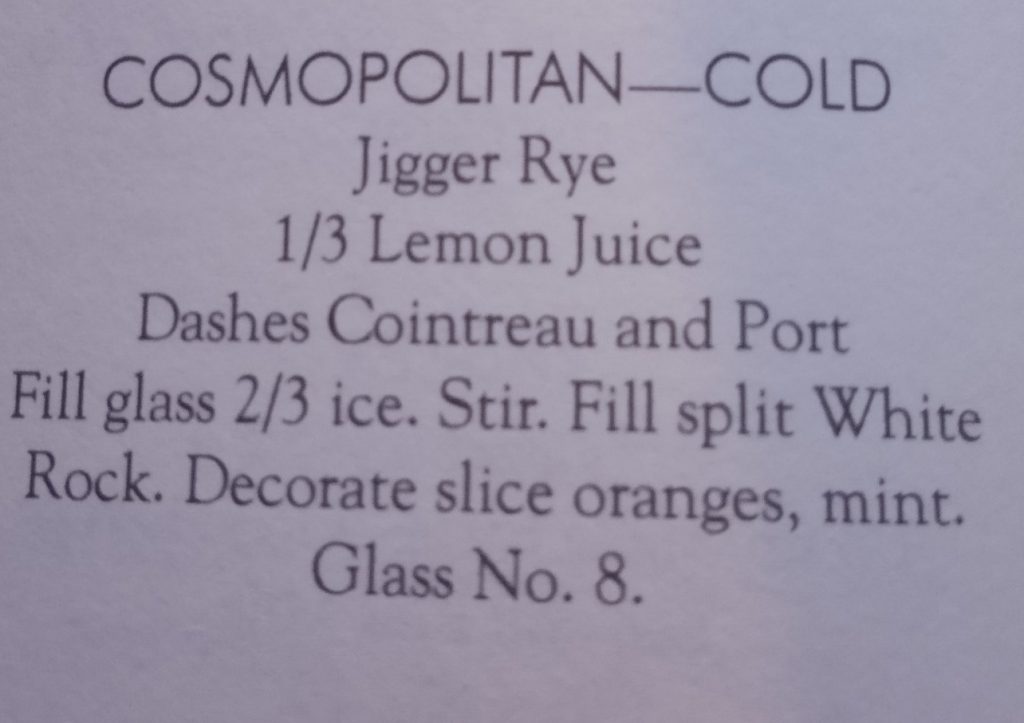 COSMOPOLITAN—COLD
Jigger Rye
1/3 Lemon Juice
Dashes Cointreau and Port
Fill glass 2/3 ice. Stir. Fill split White
Rock. Decorate slice oranges, mint.
Glass No. 8.